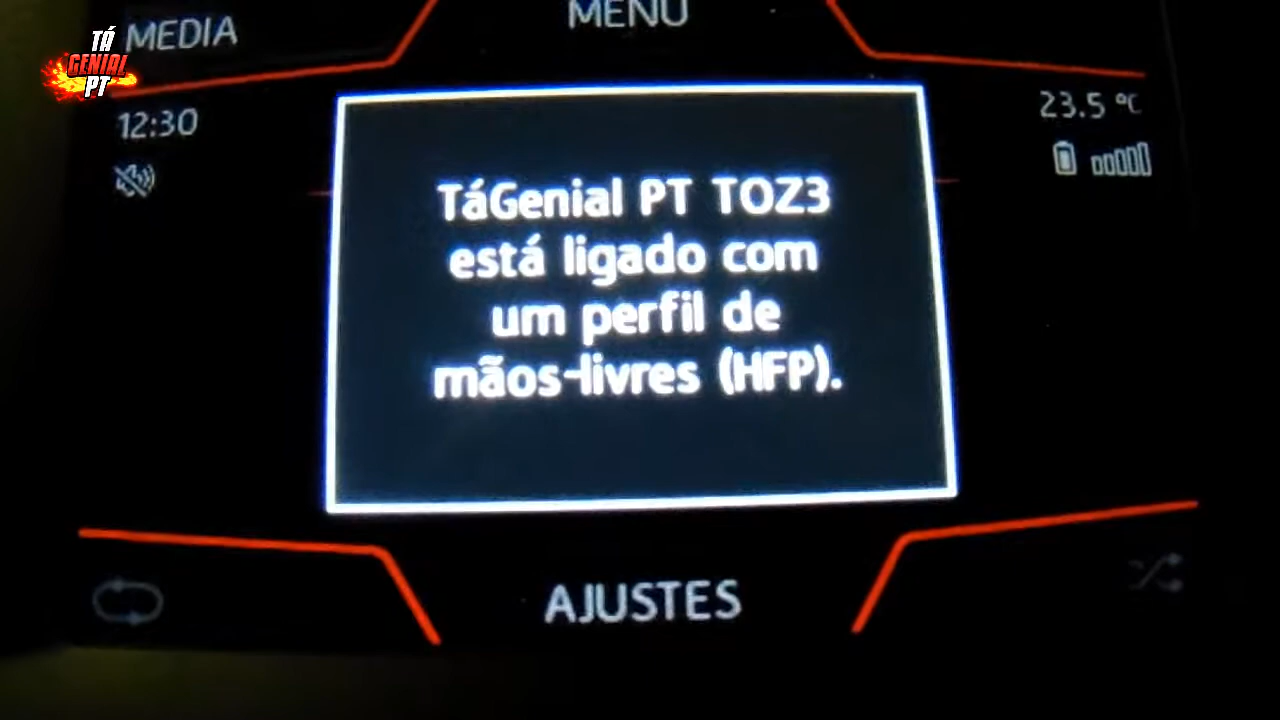 MEDIA
MENU
TÁ
GENIAL
PT
12:30
23.5 ºC
TáGenial PT TOZ3
está ligado com
um perfil de
mãos-livres (HFP).
AJUSTES